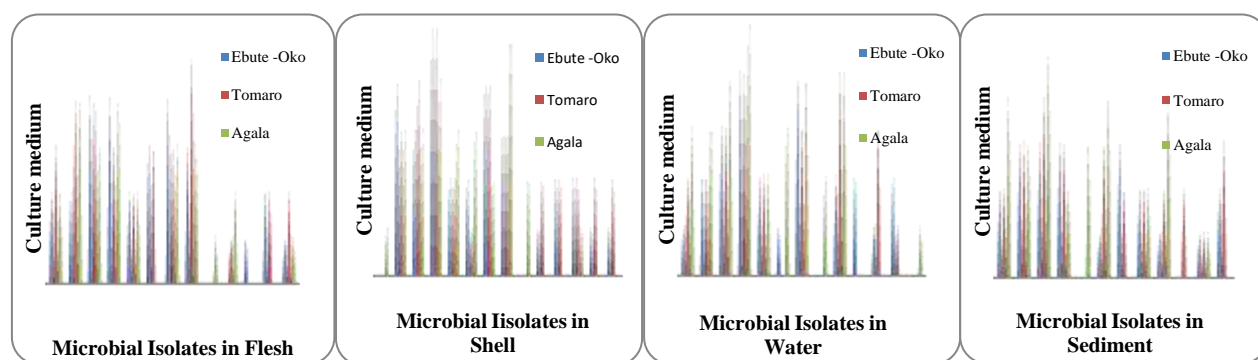 Culture medium
Ebute -Oko
Tomaro
Agala
Microbial Isolates in Flesh
Culture medium
Ebute -Oko
Tomaro
Agala
Microbial Iisolates in
Shell
Culture medium
Ebute -Oko
Tomaro
Agala
Microbial Isolates in
Water
Culture medium
Ebute -Oko
Tomaro
Agala
Microbial Isolates in
Sediment